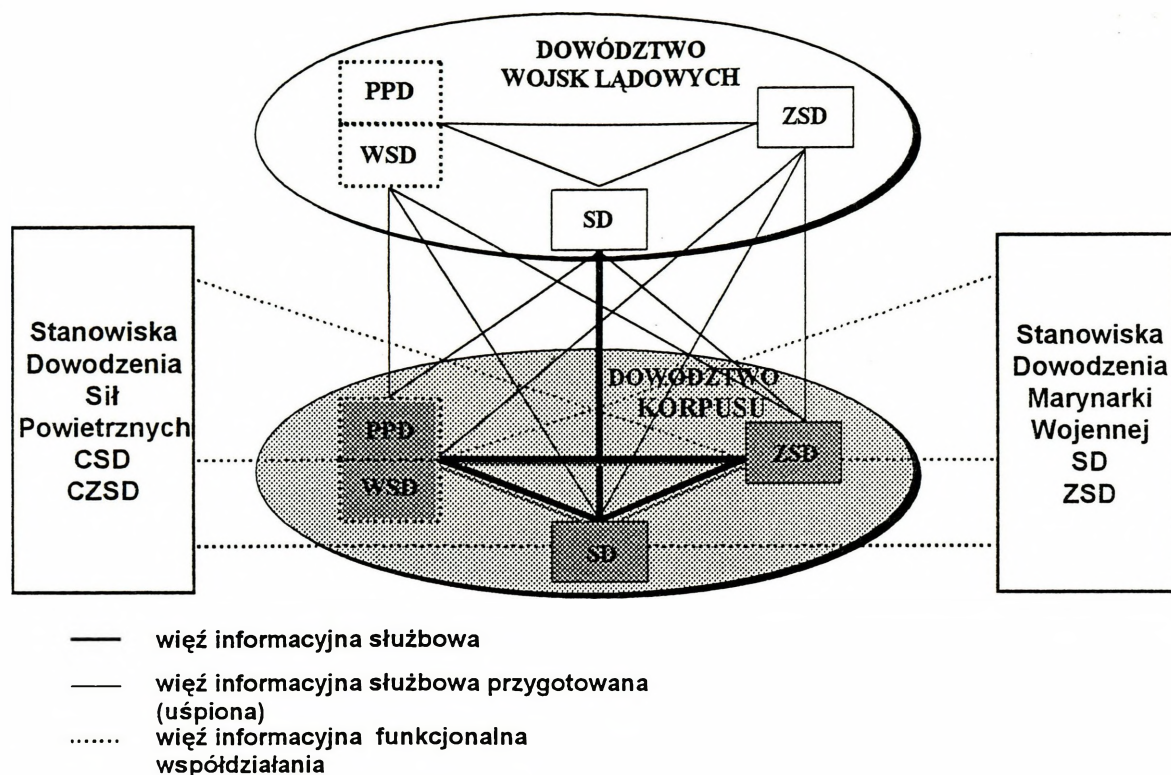 DOWÓDZTWO
WOJSK LĄDOWYCH
PPD
WSD
ZSD
SD
Stanowiska
Dowodzenia
Sił
Powietrznych
CSD
CZSD
DOWÓDZTWO
KORPUSU
PPD
WSD
ZSD
SD
Stanowiska
Dowodzenia
Marynarki
Wojennej
SD
ZSD
więź informacyjna służbowa
więź informacyjna służbowa przygotowana
(uśpiona)
więź informacyjna funkcjonalna
współdziałania